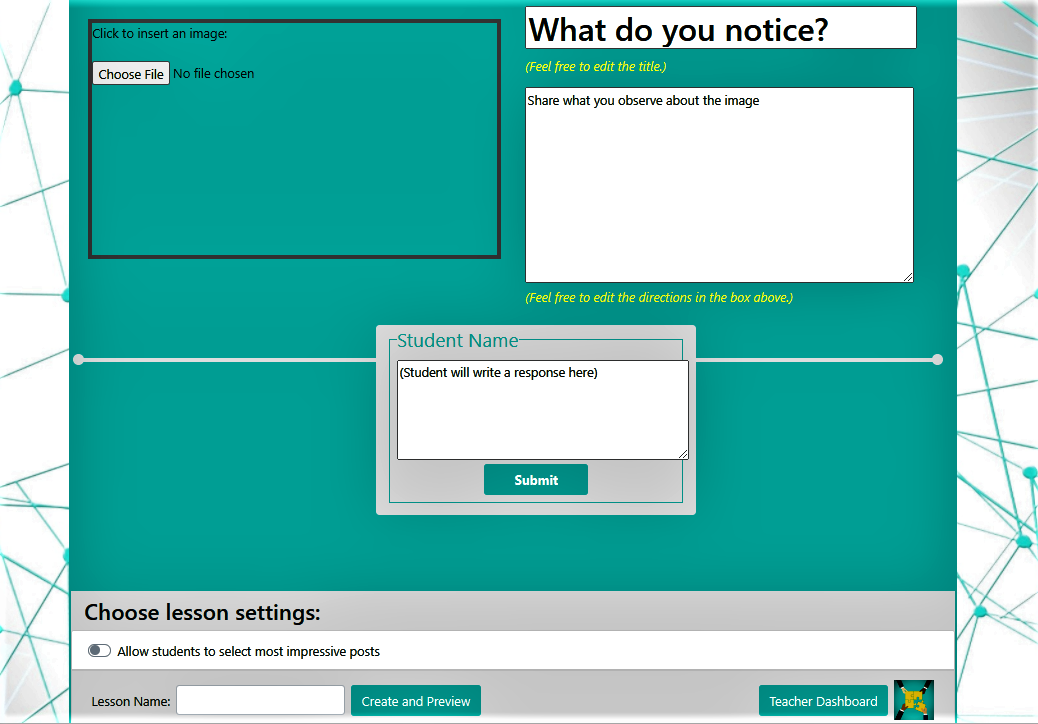 Click to insert an image:
Choose File No file chosen
What do you notice?
(Feel free to edit the title.)
Share what you observe about the image
(Feel free to edit the directions in the box above.)
Student Name
(Student will write a response here)
Submit
Choose lesson settings:
Allow students to select most impressive posts
Lesson Name:
Create and Preview
Teacher Dashboard